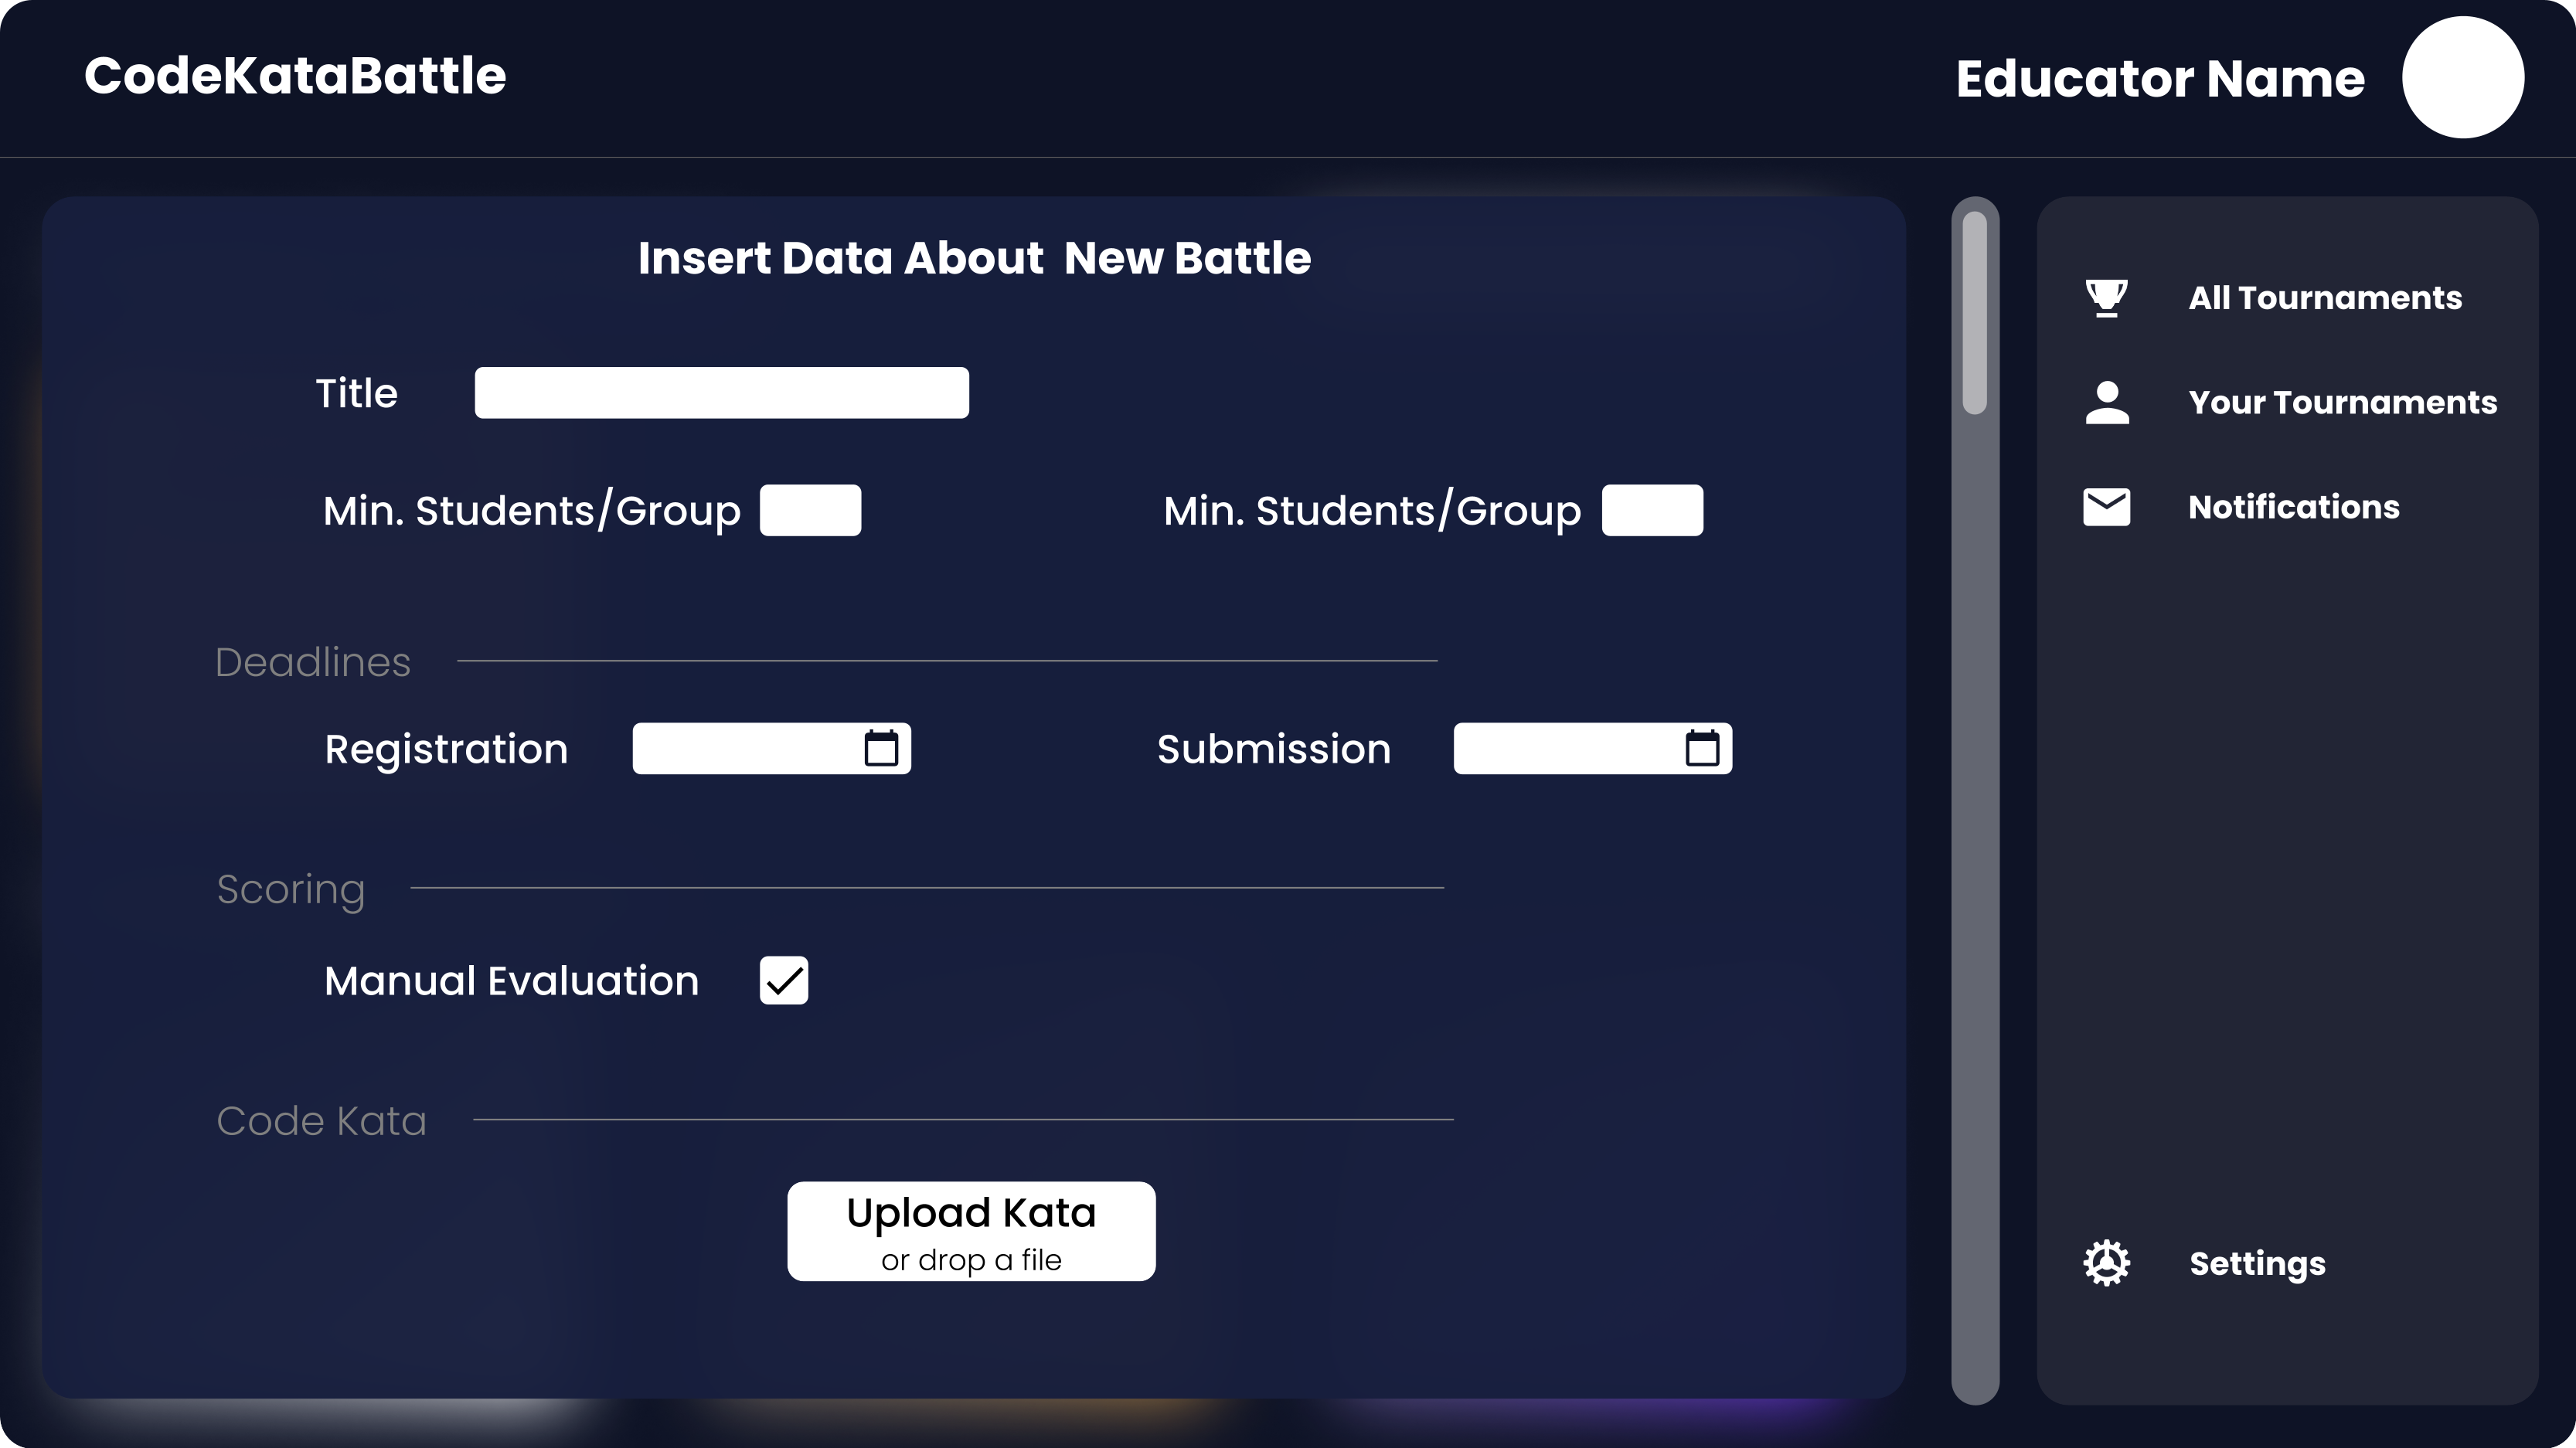 CodeKataBattle
Educator Name
Insert Data About  New Battle
Title
Min. Students/Group
Min. Students/Group
Deadlines
Registration
Submission
Scoring
Manual Evaluation
Code Kata
Upload Kata
or drop a file
All Tournaments
Your Tournaments
Notifications
Settings